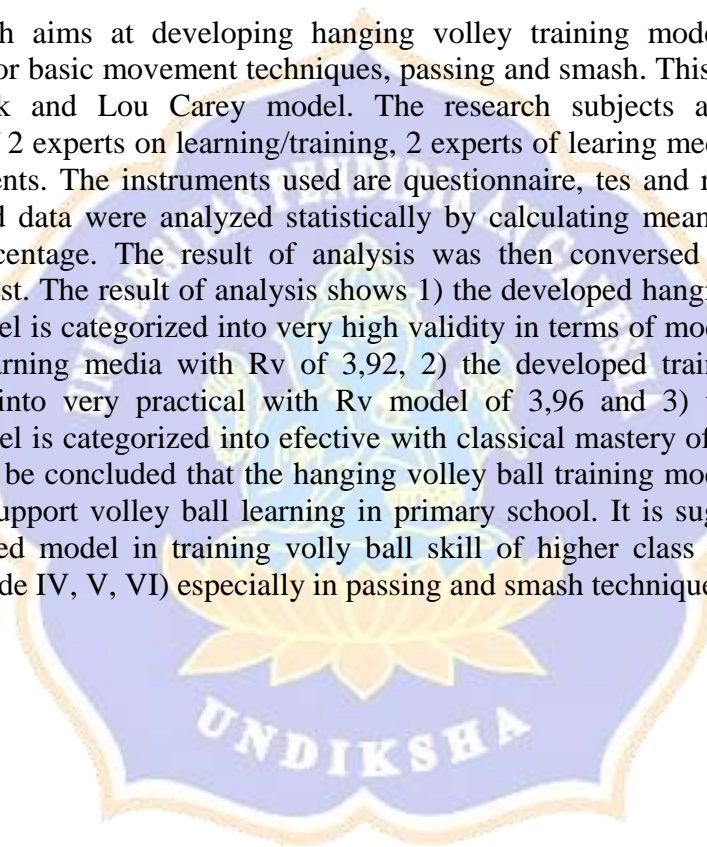 h aims at developing hanging volley training mode
or basic movement techniques, passing and smash. This
k and Lou Carey model. The research subjects a
f 2 experts on learning/training, 2 experts of learing med
ents. The instruments used are questionnaire, tes and r
d data were analyzed statistically by calculating mean
centage. The result of analysis was then conversed
est. The result of analysis shows 1) the developed hangi
el is categorized into very high validity in terms of mod
arning media with Rv of 3,92, 2) the developed train
into very practical with Rv model of 3,96 and 3)
el is categorized into efective with classical mastery of
be concluded that the hanging volley ball training mod
support volley ball learning in primary school. It is sug
ed model in training volly ball skill of higher class
de IV, V, VI) especially in passing and smash technique
UNIVERSITAS PENDIDIKAN GANESHA
UNDIKSHA